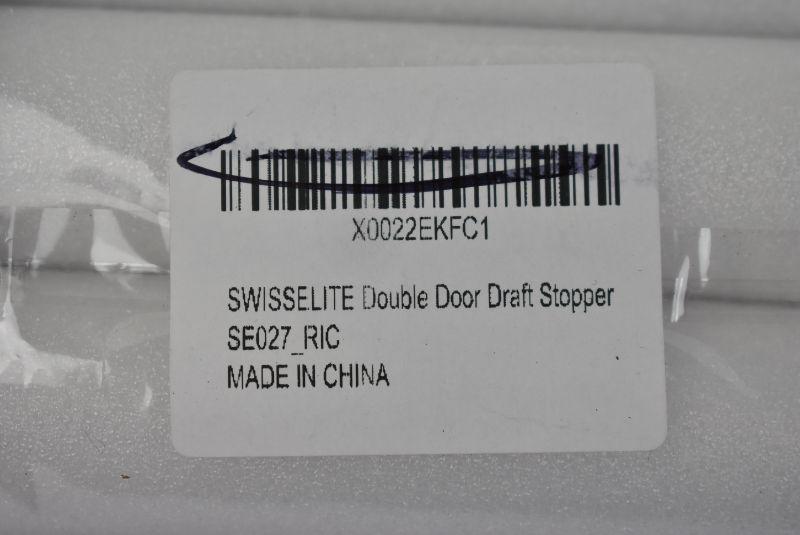 X0022EKFC1
SWISSELITE Double Door Draft Stopper
SE027_RIC
MADE IN CHINA